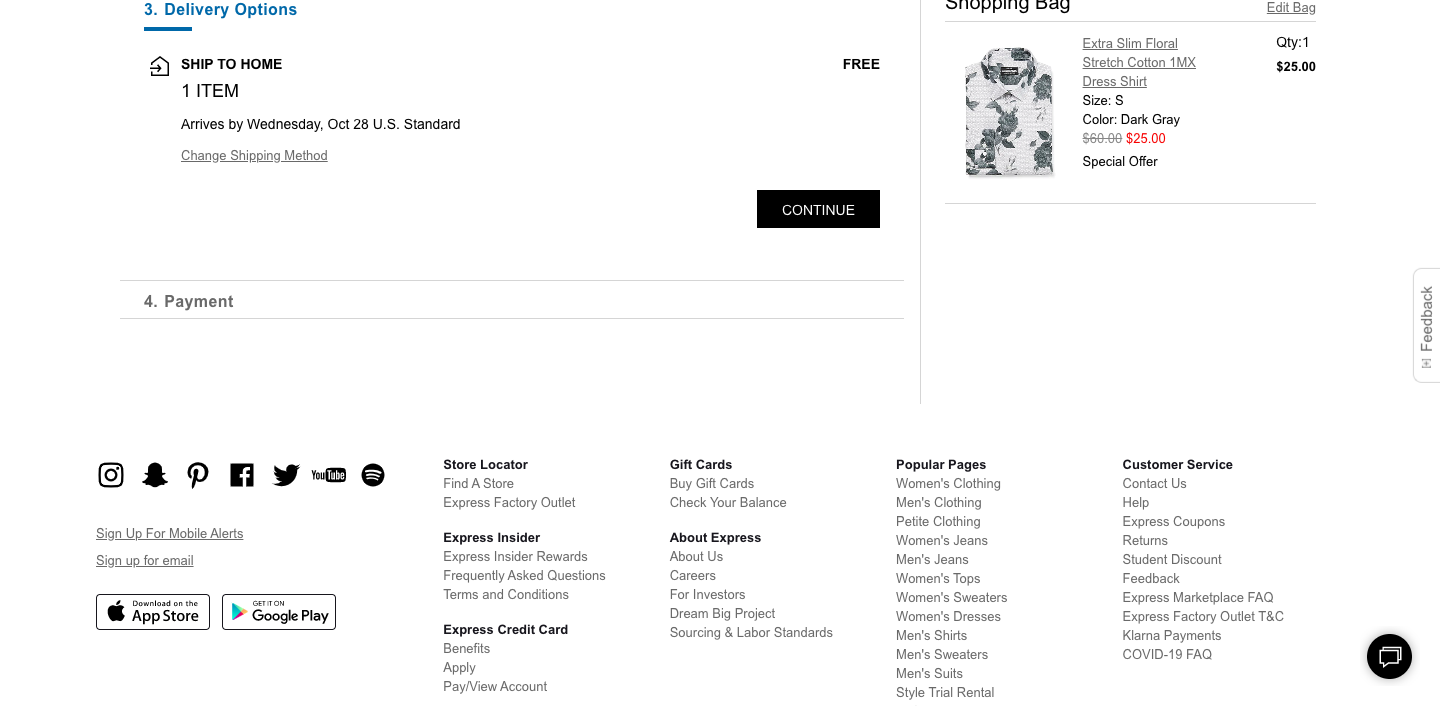 3. Delivery Options
SHIP TO HOME
FREE
1 ITEM
Arrives by Wednesday, Oct 28 U.S. Standard
Change Shipping Method
CONTINUE
4. Payment
Shopping Bag
Edit Bag
Extra Slim Floral
Stretch Cotton 1MX
Dress Shirt
Qty:1
$25.00
Size: S
Color: Dark Gray
$60.00 $25.00
Special Offer
Feedback
You Tube
Sign Up For Mobile Alerts
Sign up for email
Download on the
App Store
GET IT ON
Google Play
Store Locator
Find A Store
Express Factory Outlet
Express Insider
Express Insider Rewards
Frequently Asked Questions
Terms and Conditions
Express Credit Card
Benefits
Apply
Pay/View Account
Gift Cards
Buy Gift Cards
Check Your Balance
About Express
About Us
Careers
For Investors
Dream Big Project
Sourcing & Labor Standards
Popular Pages
Women's Clothing
Men's Clothing
Petite Clothing
Women's Jeans
Men's Jeans
Women's Tops
Women's Sweaters
Women's Dresses
Men's Shirts
Men's Sweaters
Men's Suits
Style Trial Rental
Customer Service
Contact Us
Help
Express Coupons
Returns
Student Discount
Feedback
Express Marketplace FAQ
Express Factory Outlet T&C
Klarna Payments
COVID-19 FAQ